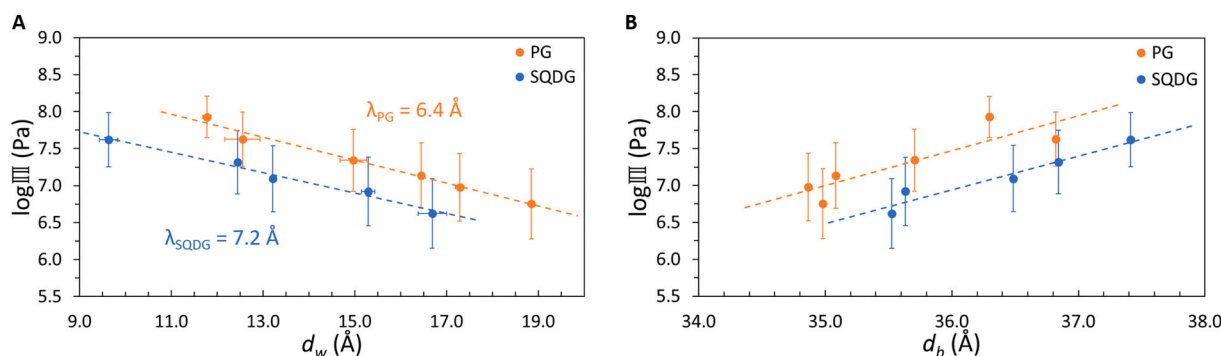 A
9.0
8.5
8.0
7.5
7.0
6.5
6.0
5.5
logΠ (Pa)
PG
SQDG
λPG = 6.4 Å
λSQDG = 7.2 Å
9.0 11.0 13.0 15.0 17.0 19.0
dw (Å)
B
9.0
8.5
8.0
7.5
7.0
6.5
6.0
5.5
logΠ (Pa)
PG
SQDG
34.0 35.0 36.0 37.0 38.0
db (Å)